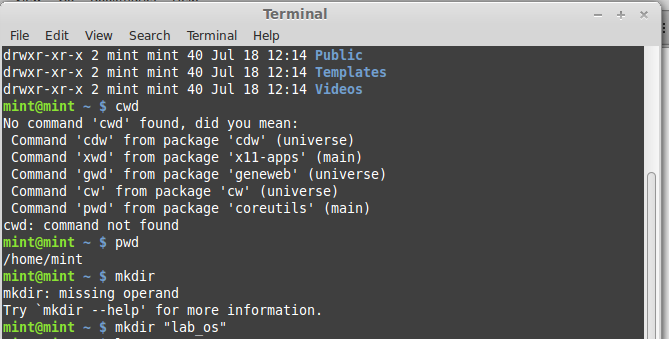 Terminal
File Edit View Search Terminal Help
drwxr-xr-x 2 mint mint 40 Jul 18 12:14 Public
drwxr-xr-x 2 mint mint 40 Jul 18 12:14 Templates
drwxr-xr-x 2 mint mint 40 Jul 18 12:14 Videos
mint@mint ~ $ cwd
No command 'cwd' found, did you mean:
 Command 'cdw' from package 'cdw' (universe)
 Command 'xwd' from package 'x11-apps' (main)
 Command 'gwd' from package 'geneweb' (universe)
 Command 'cw' from package 'cw' (universe)
 Command 'pwd' from package 'coreutils' (main)
cwd: command not found
mint@mint ~ $ pwd
/home/mint
mint@mint ~ $ mkdir
mkdir: missing operand
Try `mkdir --help' for more information.
mint@mint ~ $ mkdir "lab_os"